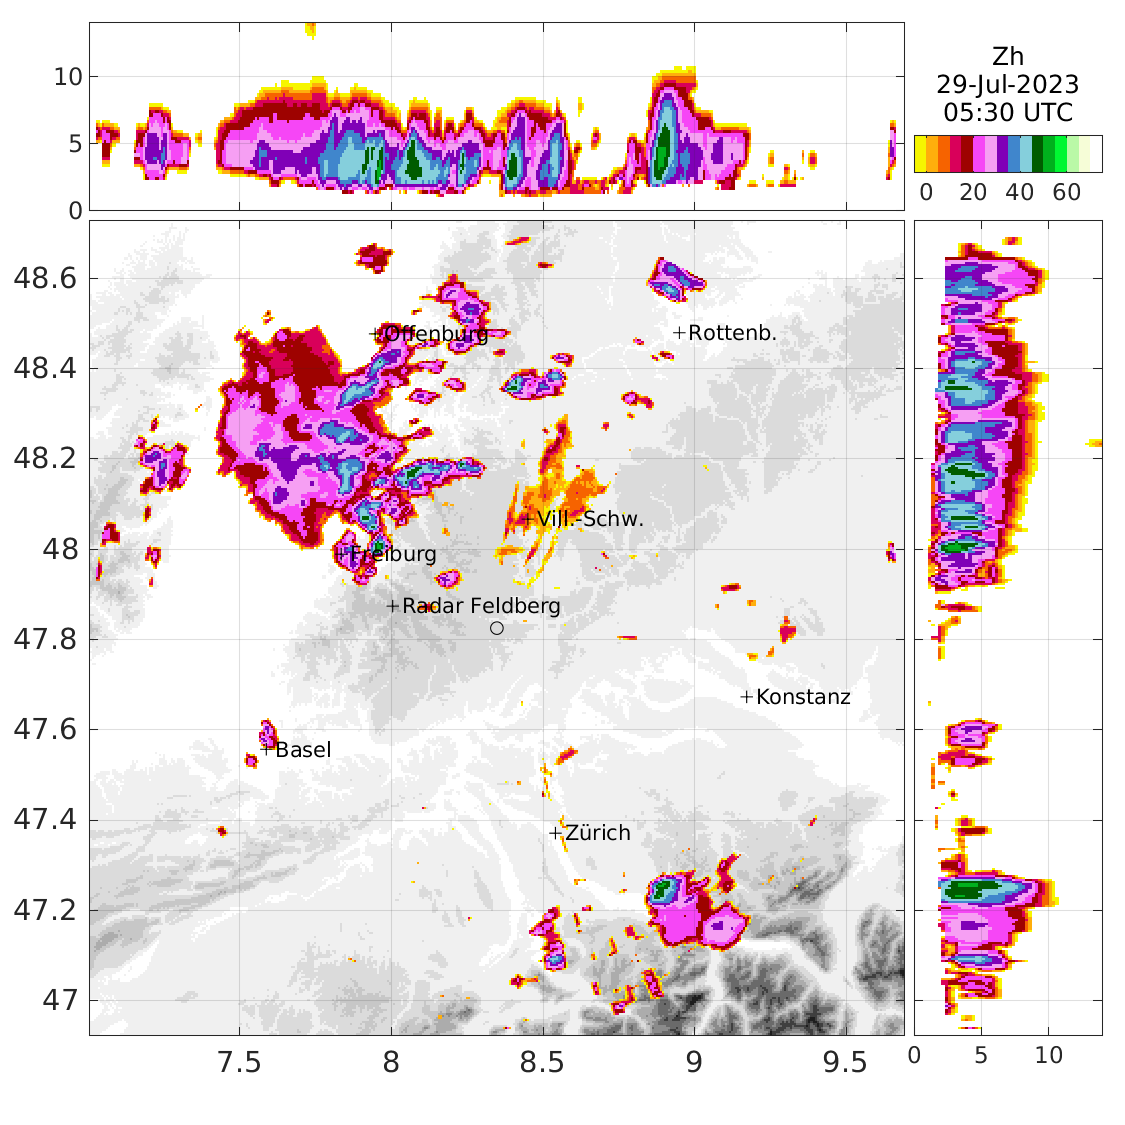 10
5
0
Zh
29-Jul-2023
05:30 UTC
0 20 40 60
48.6
48.4
48.2
48
47.8
47.6
47.4
47.2
47
Offenburg
Rottenb.
Vill.-Schw.
Freiburg
Radar Feldberg
Konstanz
Basel
Zürich
7.5 8 8.5 9 9.5
0 5 10